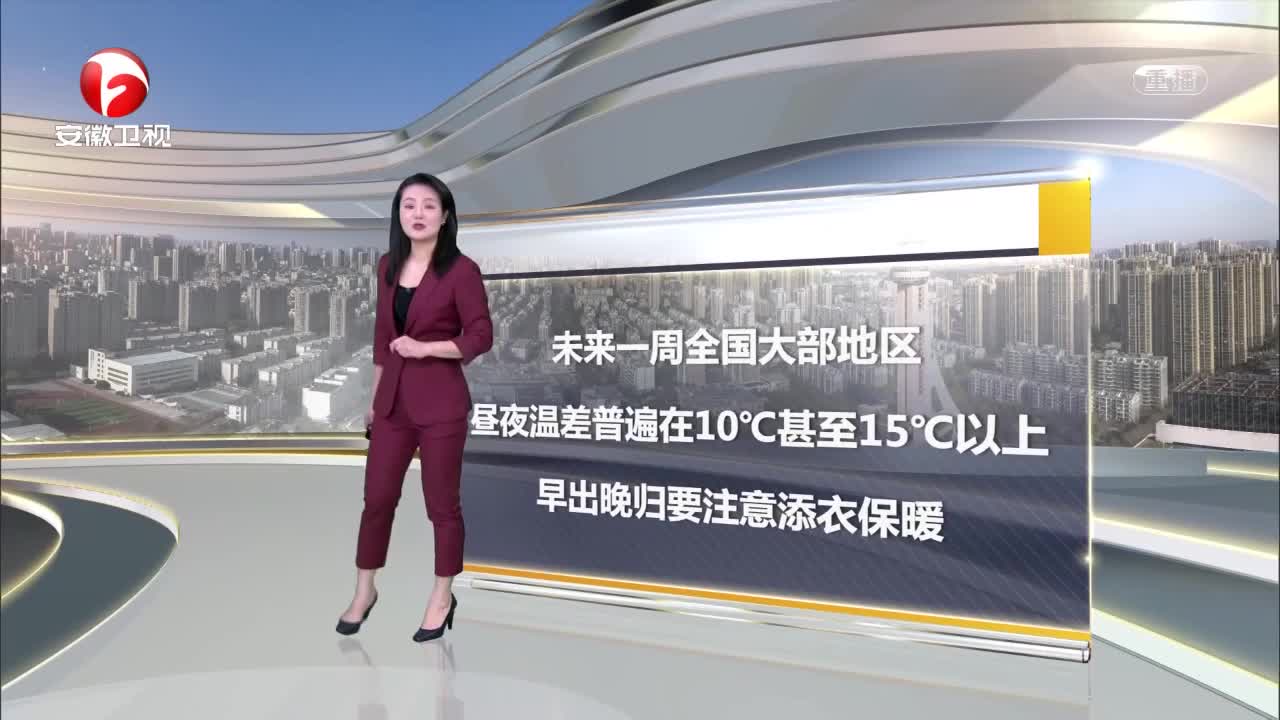 安徽卫视
重播
未来一周全国大部地区
昼夜温差普遍在10℃甚至15℃以上
早出晚归要注意添衣保暖